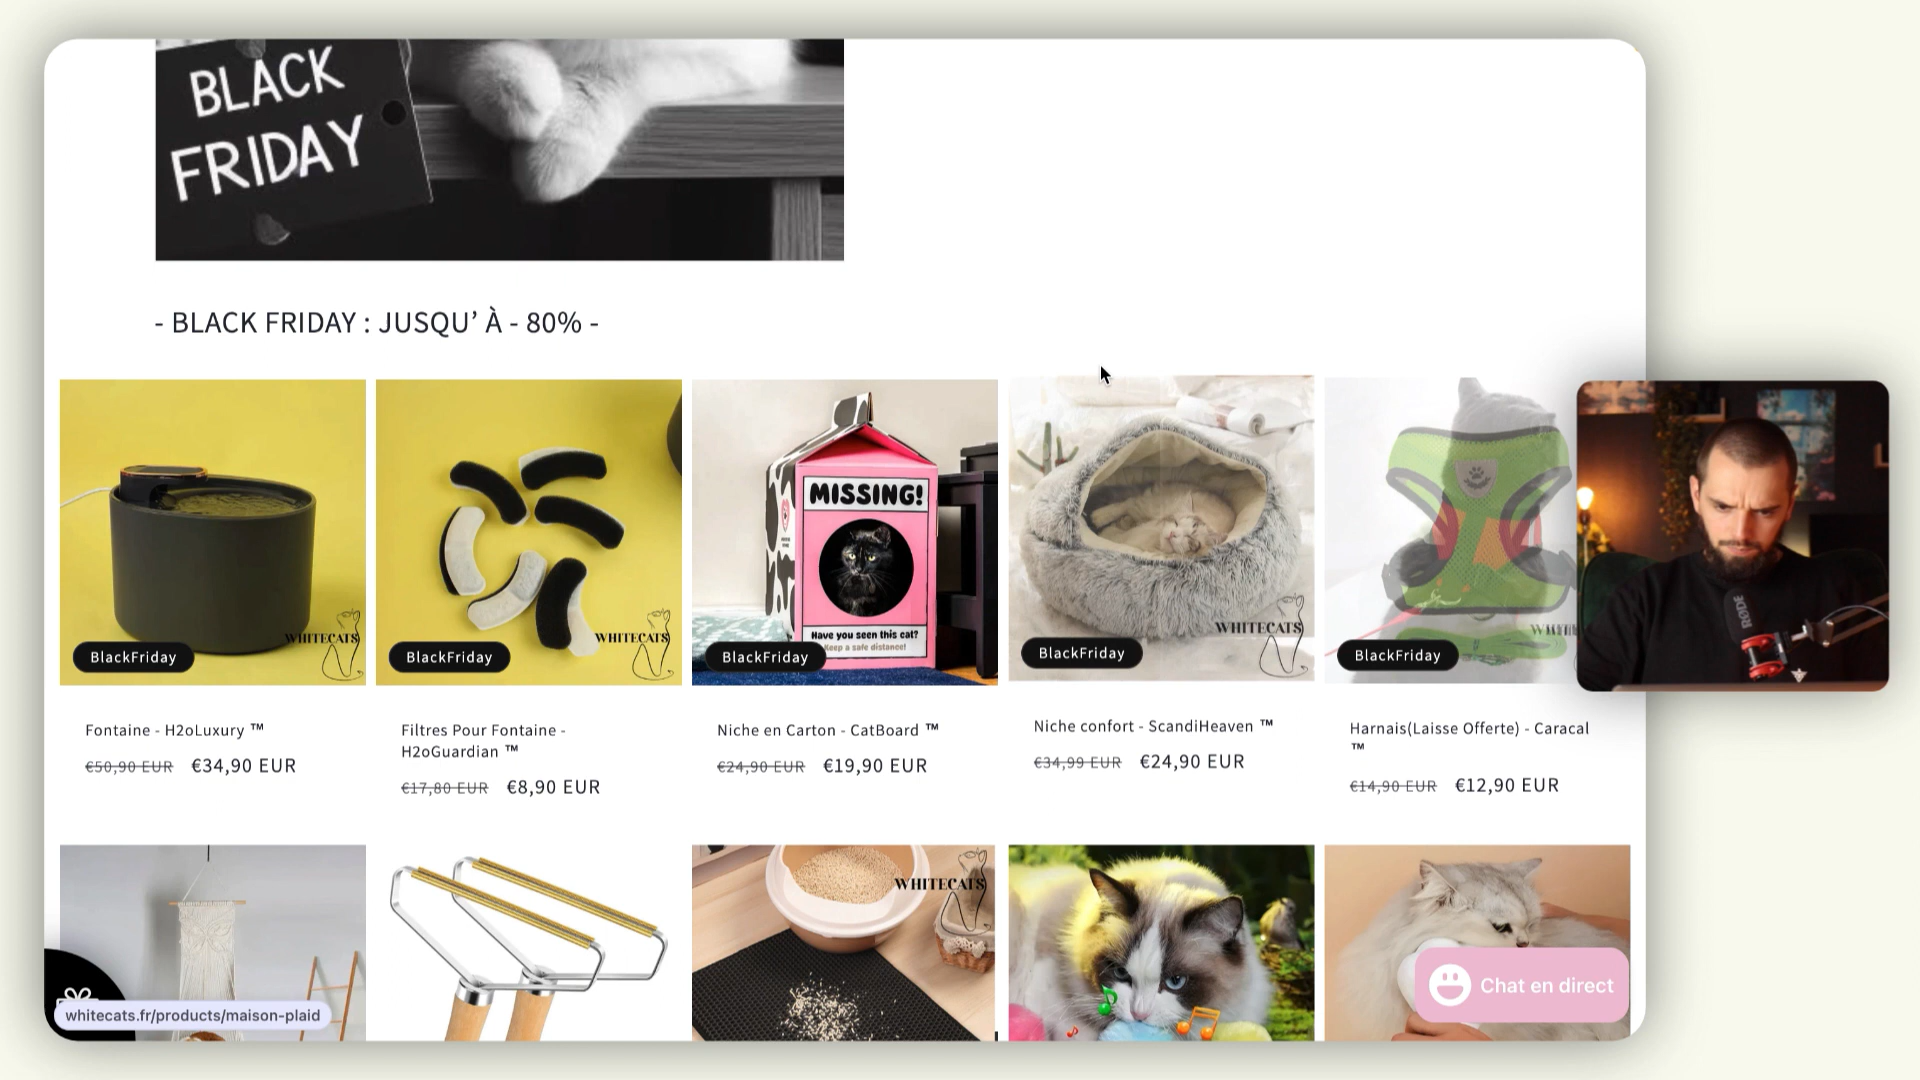 BLACK
FRIDAY
- BLACK FRIDAY : JUSQU’ À - 80% -
WHITECATS
BlackFriday
Fontaine - H2oLuxury ™
€50,90 EUR €34,90 EUR
WHITECATS
BlackFriday
Filtres Pour Fontaine -
H2oGuardian ™
€17,80 EUR €8,90 EUR
MISSING!
Have you seen this cat?
Keep a safe distance!
BlackFriday
Niche en Carton - CatBoard ™
€24,90 EUR €19,90 EUR
WHITECATS
BlackFriday
Niche confort - ScandiHeaven ™
€34,99 EUR €24,90 EUR
BlackFriday
Harnais(Laisse Offerte) - Caracal
™
€14,90 EUR €12,90 EUR
RØDE
WHITECATS
Chat en direct
whitecats.fr/products/maison-plaid